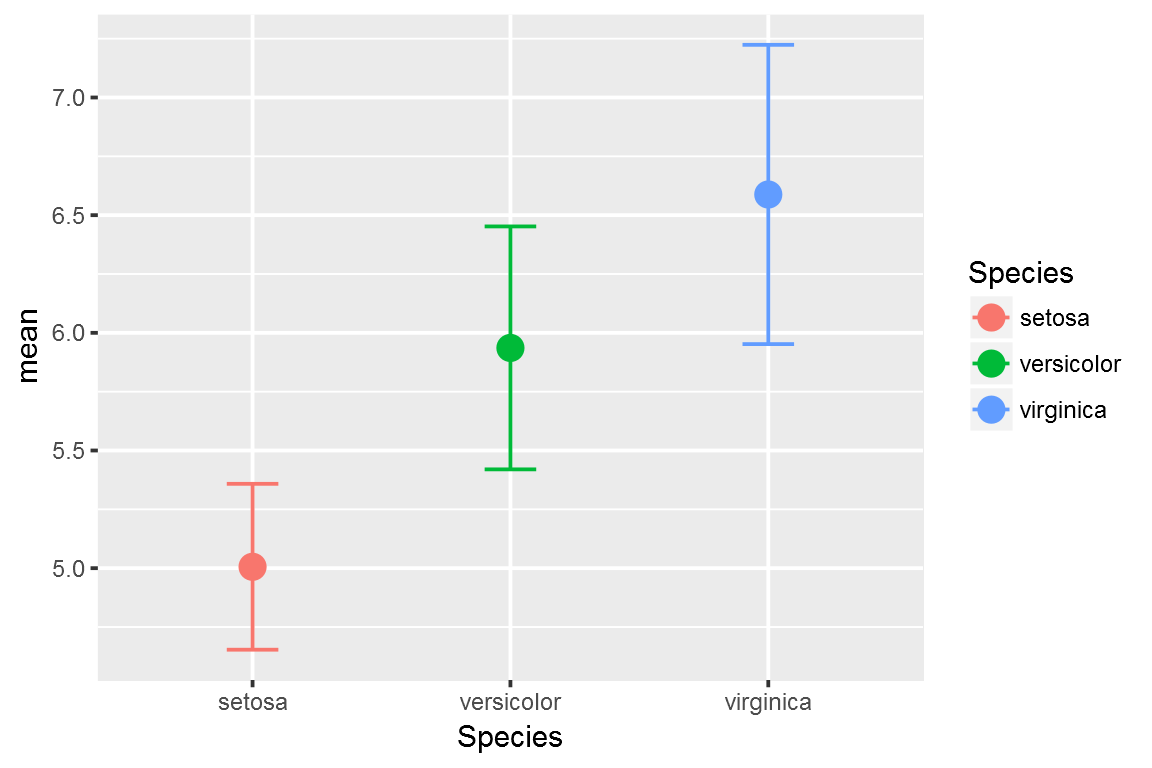 mean
7.0
6.5
6.0
5.5
5.0
setosa versicolor virginica
Species
Species
setosa
versicolor
virginica